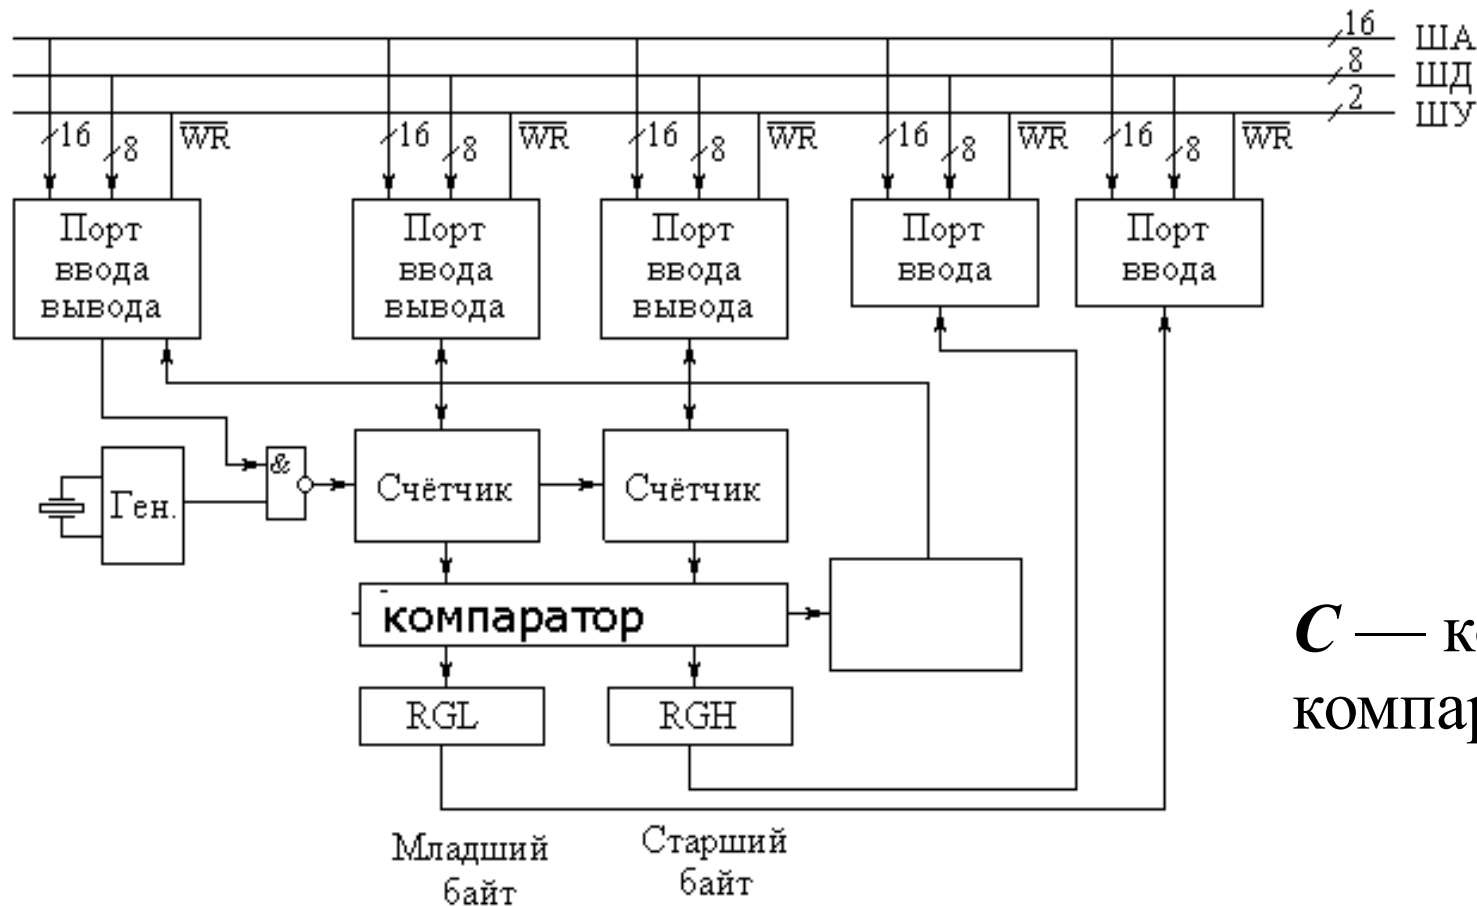 16 ША
8 ШД
2 ШУ
16 8 WR
16 8 WR
16 8 WR
16 8 WR
16 8 WR
Порт
ввода
вывода
Порт
ввода
вывода
Порт
ввода
вывода
Порт
ввода
Порт
ввода
Ген.
&
Счётчик
Счётчик
компаратор
RGL
RGH
C —
Младший
байт
Старший
байт